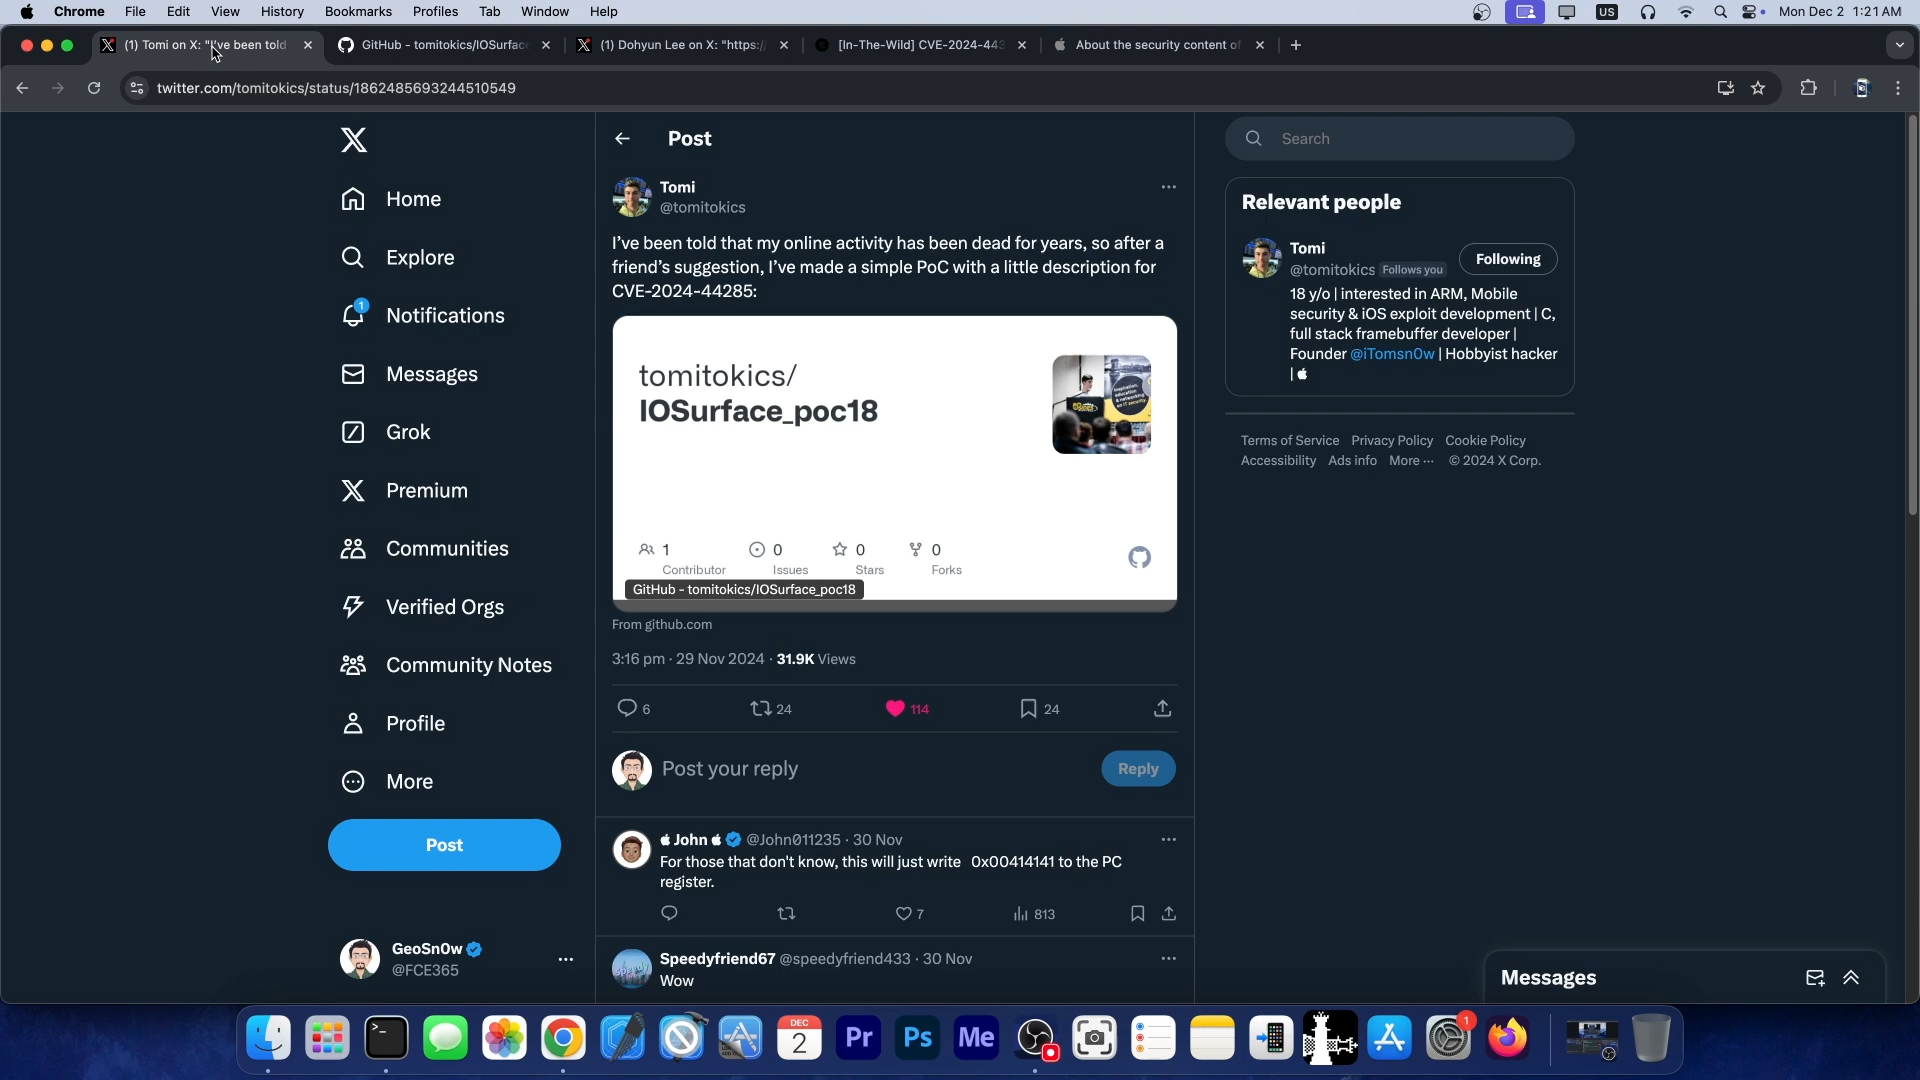 Chrome File Edit View History Bookmarks Profiles Tab Window Help US Mon Dec 2 1:21 AM
(1) Tomi on X: "I've been told GitHub - tomitokics/IOSurfac (1) Dohyun Lee on X: "https:/ [In-The-Wild] CVE-2024-443 About the security content of
twitter.com/tomitokics/status/1862485693244510549
Home
Explore
1
Notifications
Messages
Grok
Premium
Communities
Verified Orgs
Community Notes
Profile
More
Post
GeoSn0w
@FCE365
Post
Tomi
@tomitokics
I've been told that my online activity has been dead for years, so after a
friend's suggestion, I've made a simple PoC with a little description for
CVE-2024-44285:
tomitokics/
IOSurface_poc18
1 0 0 0
Contributor Issues Stars Forks
GitHub - tomitokics/IOSurface_poc18
From github.com
3:16 pm · 29 Nov 2024 · 31.9K Views
6 24 114 24
Post your reply Reply
John @John011235 · 30 Nov
For those that don't know, this will just write 0x00414141 to the PC
register.
7 813
Speedyfriend67 @speedyfriend433 · 30 Nov
Wow
Search
Relevant people
Tomi
@tomitokics Follows you
Following
18 y/o | interested in ARM, Mobile
security & iOS exploit development | C,
full stack framebuffer developer |
Founder @iTomsn0w | Hobbyist hacker
|
Terms of Service Privacy Policy Cookie Policy
Accessibility Ads info More ··· © 2024 X Corp.
Messages
DEC
2
Pr Ps Me
1